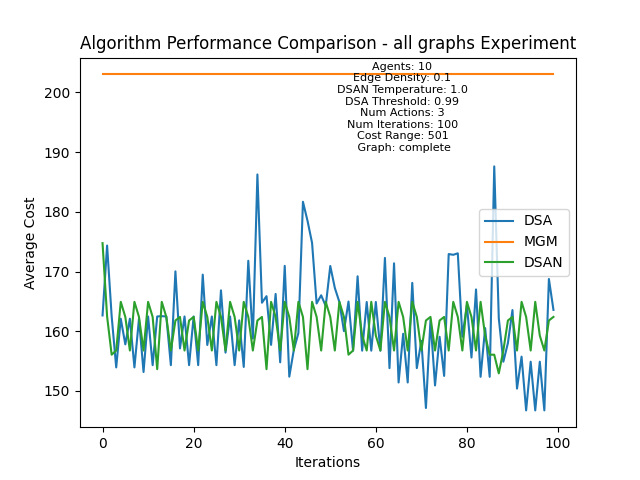 Algorithm Performance Comparison - all graphs Experiment
Agents: 10
Edge Density: 0.1
DSAN Temperature: 1.0
DSA Threshold: 0.99
Num Actions: 3
Num Iterations: 100
Cost Range: 501
Graph: complete
DSA
MGM
DSAN
Average Cost
200
190
180
170
160
150
0
20
40
60
80
100
Iterations